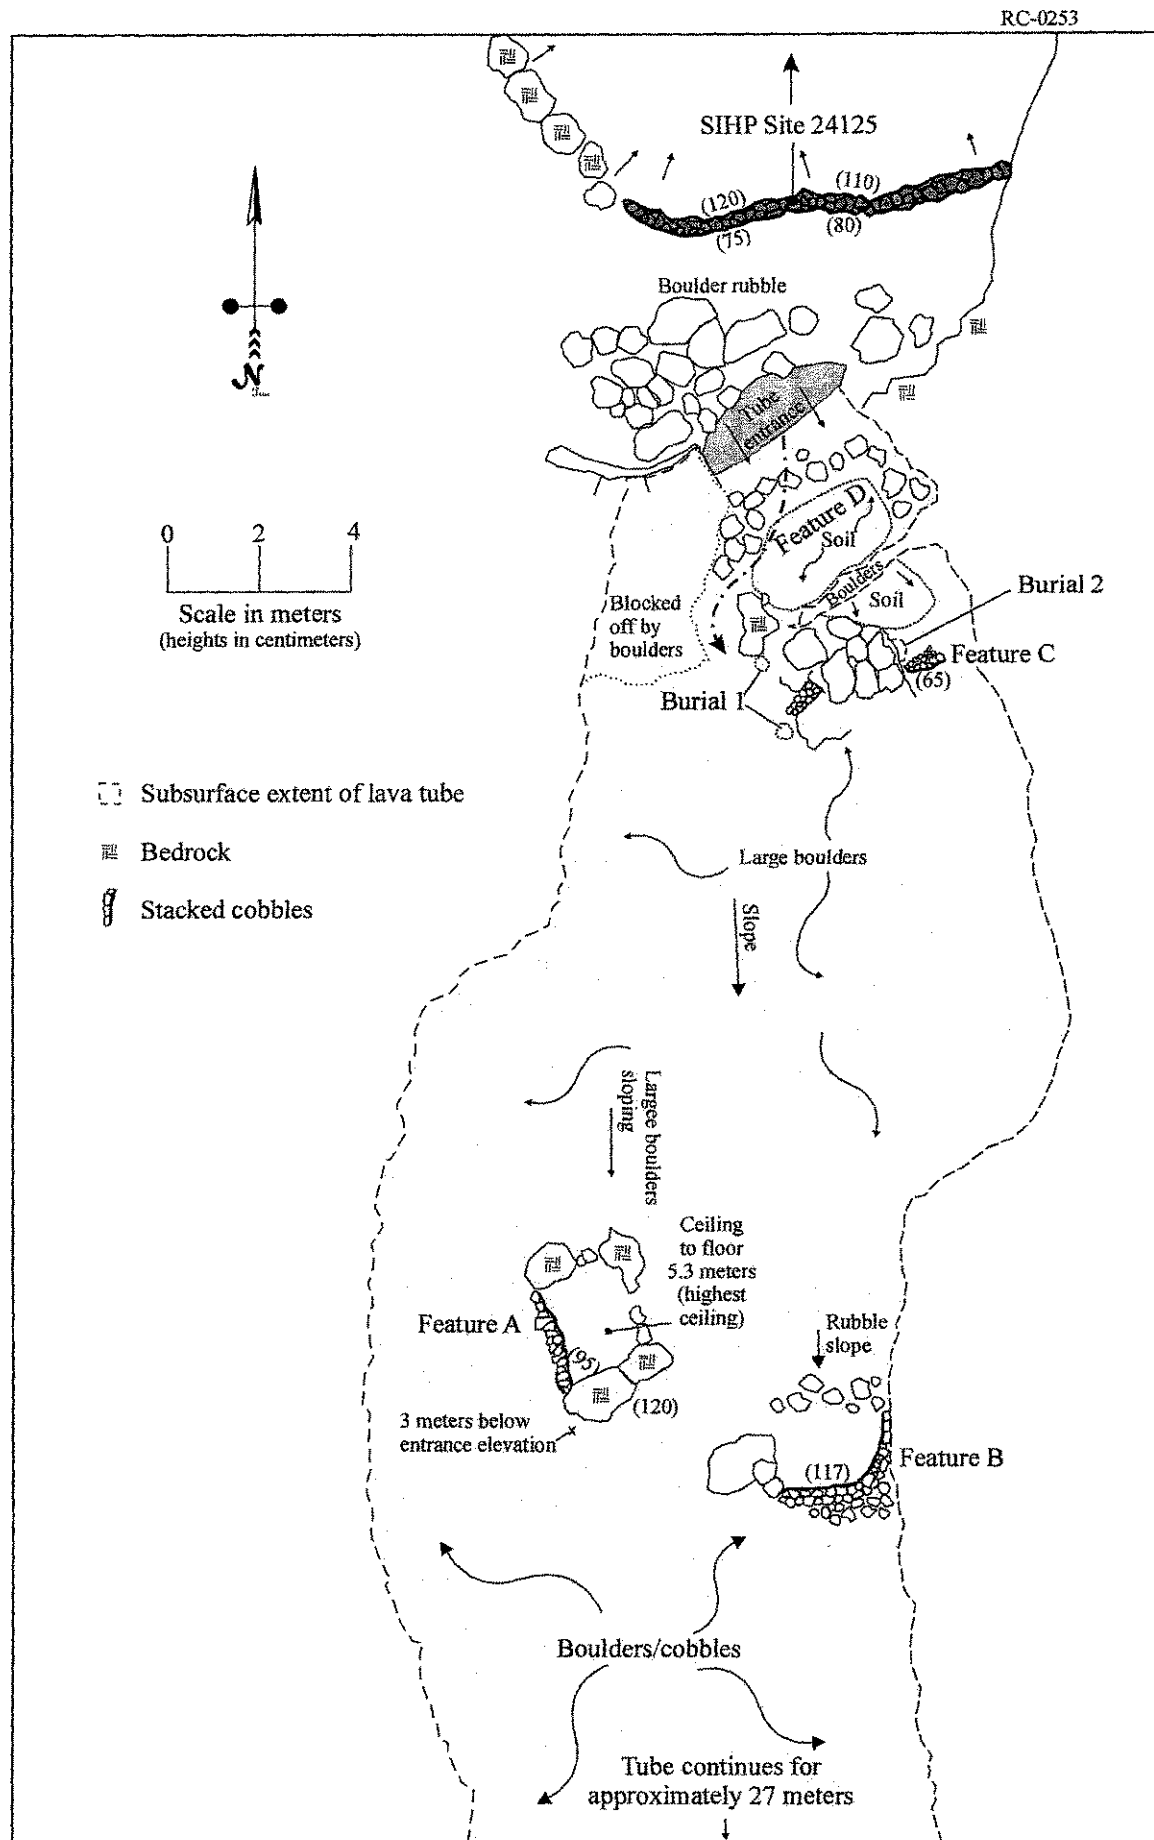 RC-0253
SIHP Site 24125
(120)
(110)
(75)
(80)
Boulder rubble
Tube
entrance
N
0 2 4
Scale in meters
(heights in centimeters)
Feature D
Soil
Boulders
Soil
Burial 2
Blocked
off by
boulders
Feature C
(65)
Burial 1
Subsurface extent of lava tube
Bedrock
Stacked cobbles
Large boulders
Slope
Largee boulders
sloping
Ceiling
to floor
5.3 meters
(highest
ceiling)
Feature A
(95)
(120)
Rubble
slope
3 meters below
entrance elevation
Feature B
(117)
Boulders/cobbles
Tube continues for
approximately 27 meters